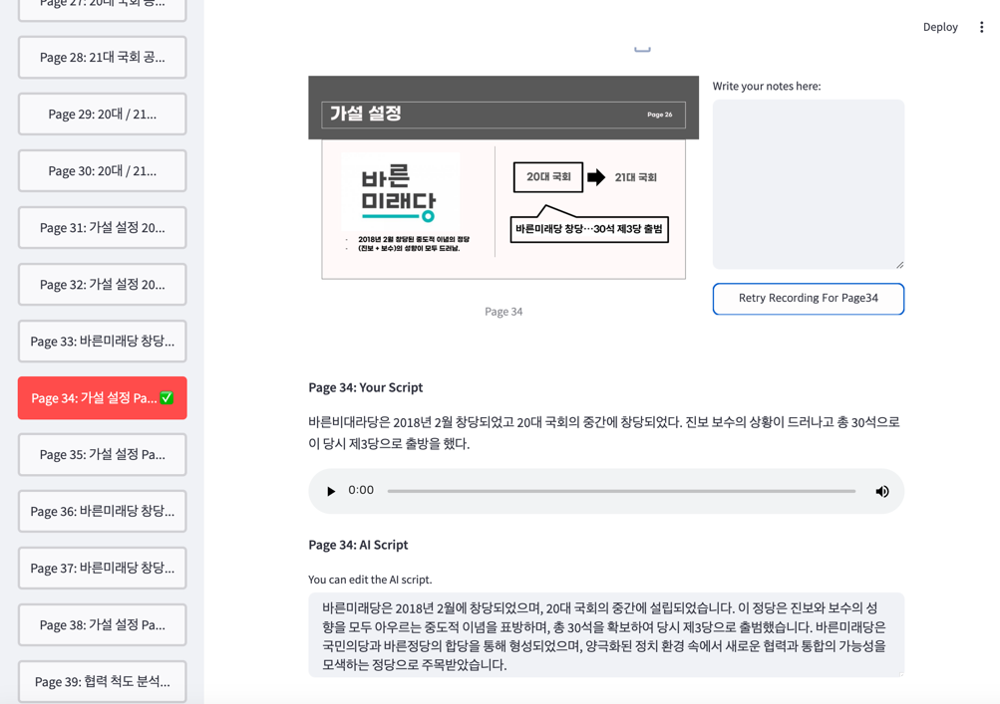 Page 27: 20대 국회 공...
Page 28: 21대 국회 공...
Page 29: 20대 / 21...
Page 30: 20대 / 21...
Page 31: 가설 설정 20...
Page 32: 가설 설정 20...
Page 33: 바른미래당 창당...
Page 34: 가설 설정 Pa... ✅
Page 35: 가설 설정 Pa...
Page 36: 바른미래당 창당...
Page 37: 바른미래당 창당...
Page 38: 가설 설정 Pa...
Page 39: 협력 척도 분석...
Deploy
가설 설정
Page 26
바른
미래당
- 2018년 2월 창당된 중도적 이념의 정당
- (진보 + 보수)의 성향이 모두 드러남.
20대 국회
21대 국회
바른미래당 창당…30석 제3당 출범
Page 34
Write your notes here:
Retry Recording For Page34
Page 34: Your Script
바른비대라당은 2018년 2월 창당되었고 20대 국회의 중간에 창당되었다. 진보 보수의 상황이 드러나고 총 30석으로
이 당시 제3당으로 출방을 했다.
0:00
Page 34: AI Script
You can edit the AI script.
바른미래당은 2018년 2월에 창당되었으며, 20대 국회의 중간에 설립되었습니다. 이 정당은 진보와 보수의 성
향을 모두 아우르는 중도적 이념을 표방하며, 총 30석을 확보하여 당시 제3당으로 출범했습니다. 바른미래당은
국민의당과 바른정당의 합당을 통해 형성되었으며, 양극화된 정치 환경 속에서 새로운 협력과 통합의 가능성을
모색하는 정당으로 주목받았습니다.